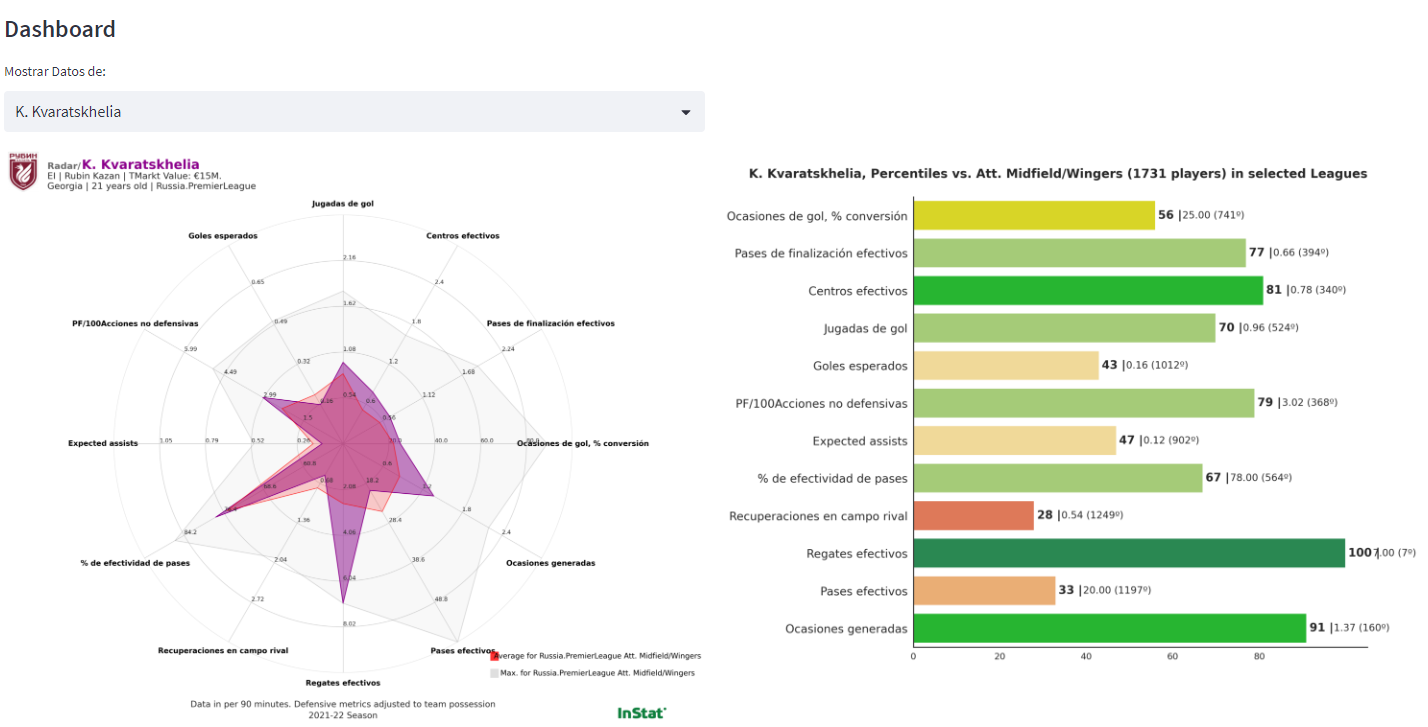 Dashboard
Mostrar Datos de:
K. Kvaratskhelia
РУБИН
Radar/K. Kvaratskhelia
EI | Rubin Kazan | TMarkt Value: €15M.
Georgia | 21 years old | Russia.PremierLeague
Jugadas de gol
Goles esperados
Centros efectivos
2.16
0.65
2.4
1.62
0.49
1.8
PF/100Acciones no defensivas
Pases de finalización efectivos
5.99
2.24
1.08
0.32
1.2
4.49
1.68
0.54
0.16
0.6
2.99
1.12
1.5
0.56
Expected assists
1.05
0.79
0.52
0.26
20.0
40.0
60.0
80.0
Ocasiones de gol, % conversión
60.8
0.6
0.68
2.08
18.2
68.6
1.2
76.4
1.36
4.06
28.4
1.8
84.2
2.04
6.04
38.6
2.4
% de efectividad de pases
Ocasiones generadas
2.72
8.02
48.8
Recuperaciones en campo rival
Pases efectivos
Regates efectivos
Average for Russia.PremierLeague Att. Midfield/Wingers
Max. for Russia.PremierLeague Att. Midfield/Wingers
Data in per 90 minutes. Defensive metrics adjusted to team possession
2021-22 Season
InStat
K. Kvaratskhelia, Percentiles vs. Att. Midfield/Wingers (1731 players) in selected Leagues
Ocasiones de gol, % conversión 56 |25.00 (741º)
Pases de finalización efectivos 77 |0.66 (394º)
Centros efectivos 81 |0.78 (340º)
Jugadas de gol 70 |0.96 (524º)
Goles esperados 43 |0.16 (1012º)
PF/100Acciones no defensivas 79 |3.02 (368º)
Expected assists 47 |0.12 (902º)
% de efectividad de pases 67 |78.00 (564º)
Recuperaciones en campo rival 28 |0.54 (1249º)
Regates efectivos 100 |7.00 (7º)
Pases efectivos 33 |20.00 (1197º)
Ocasiones generadas 91 |1.37 (160º)
0 20 40 60 80